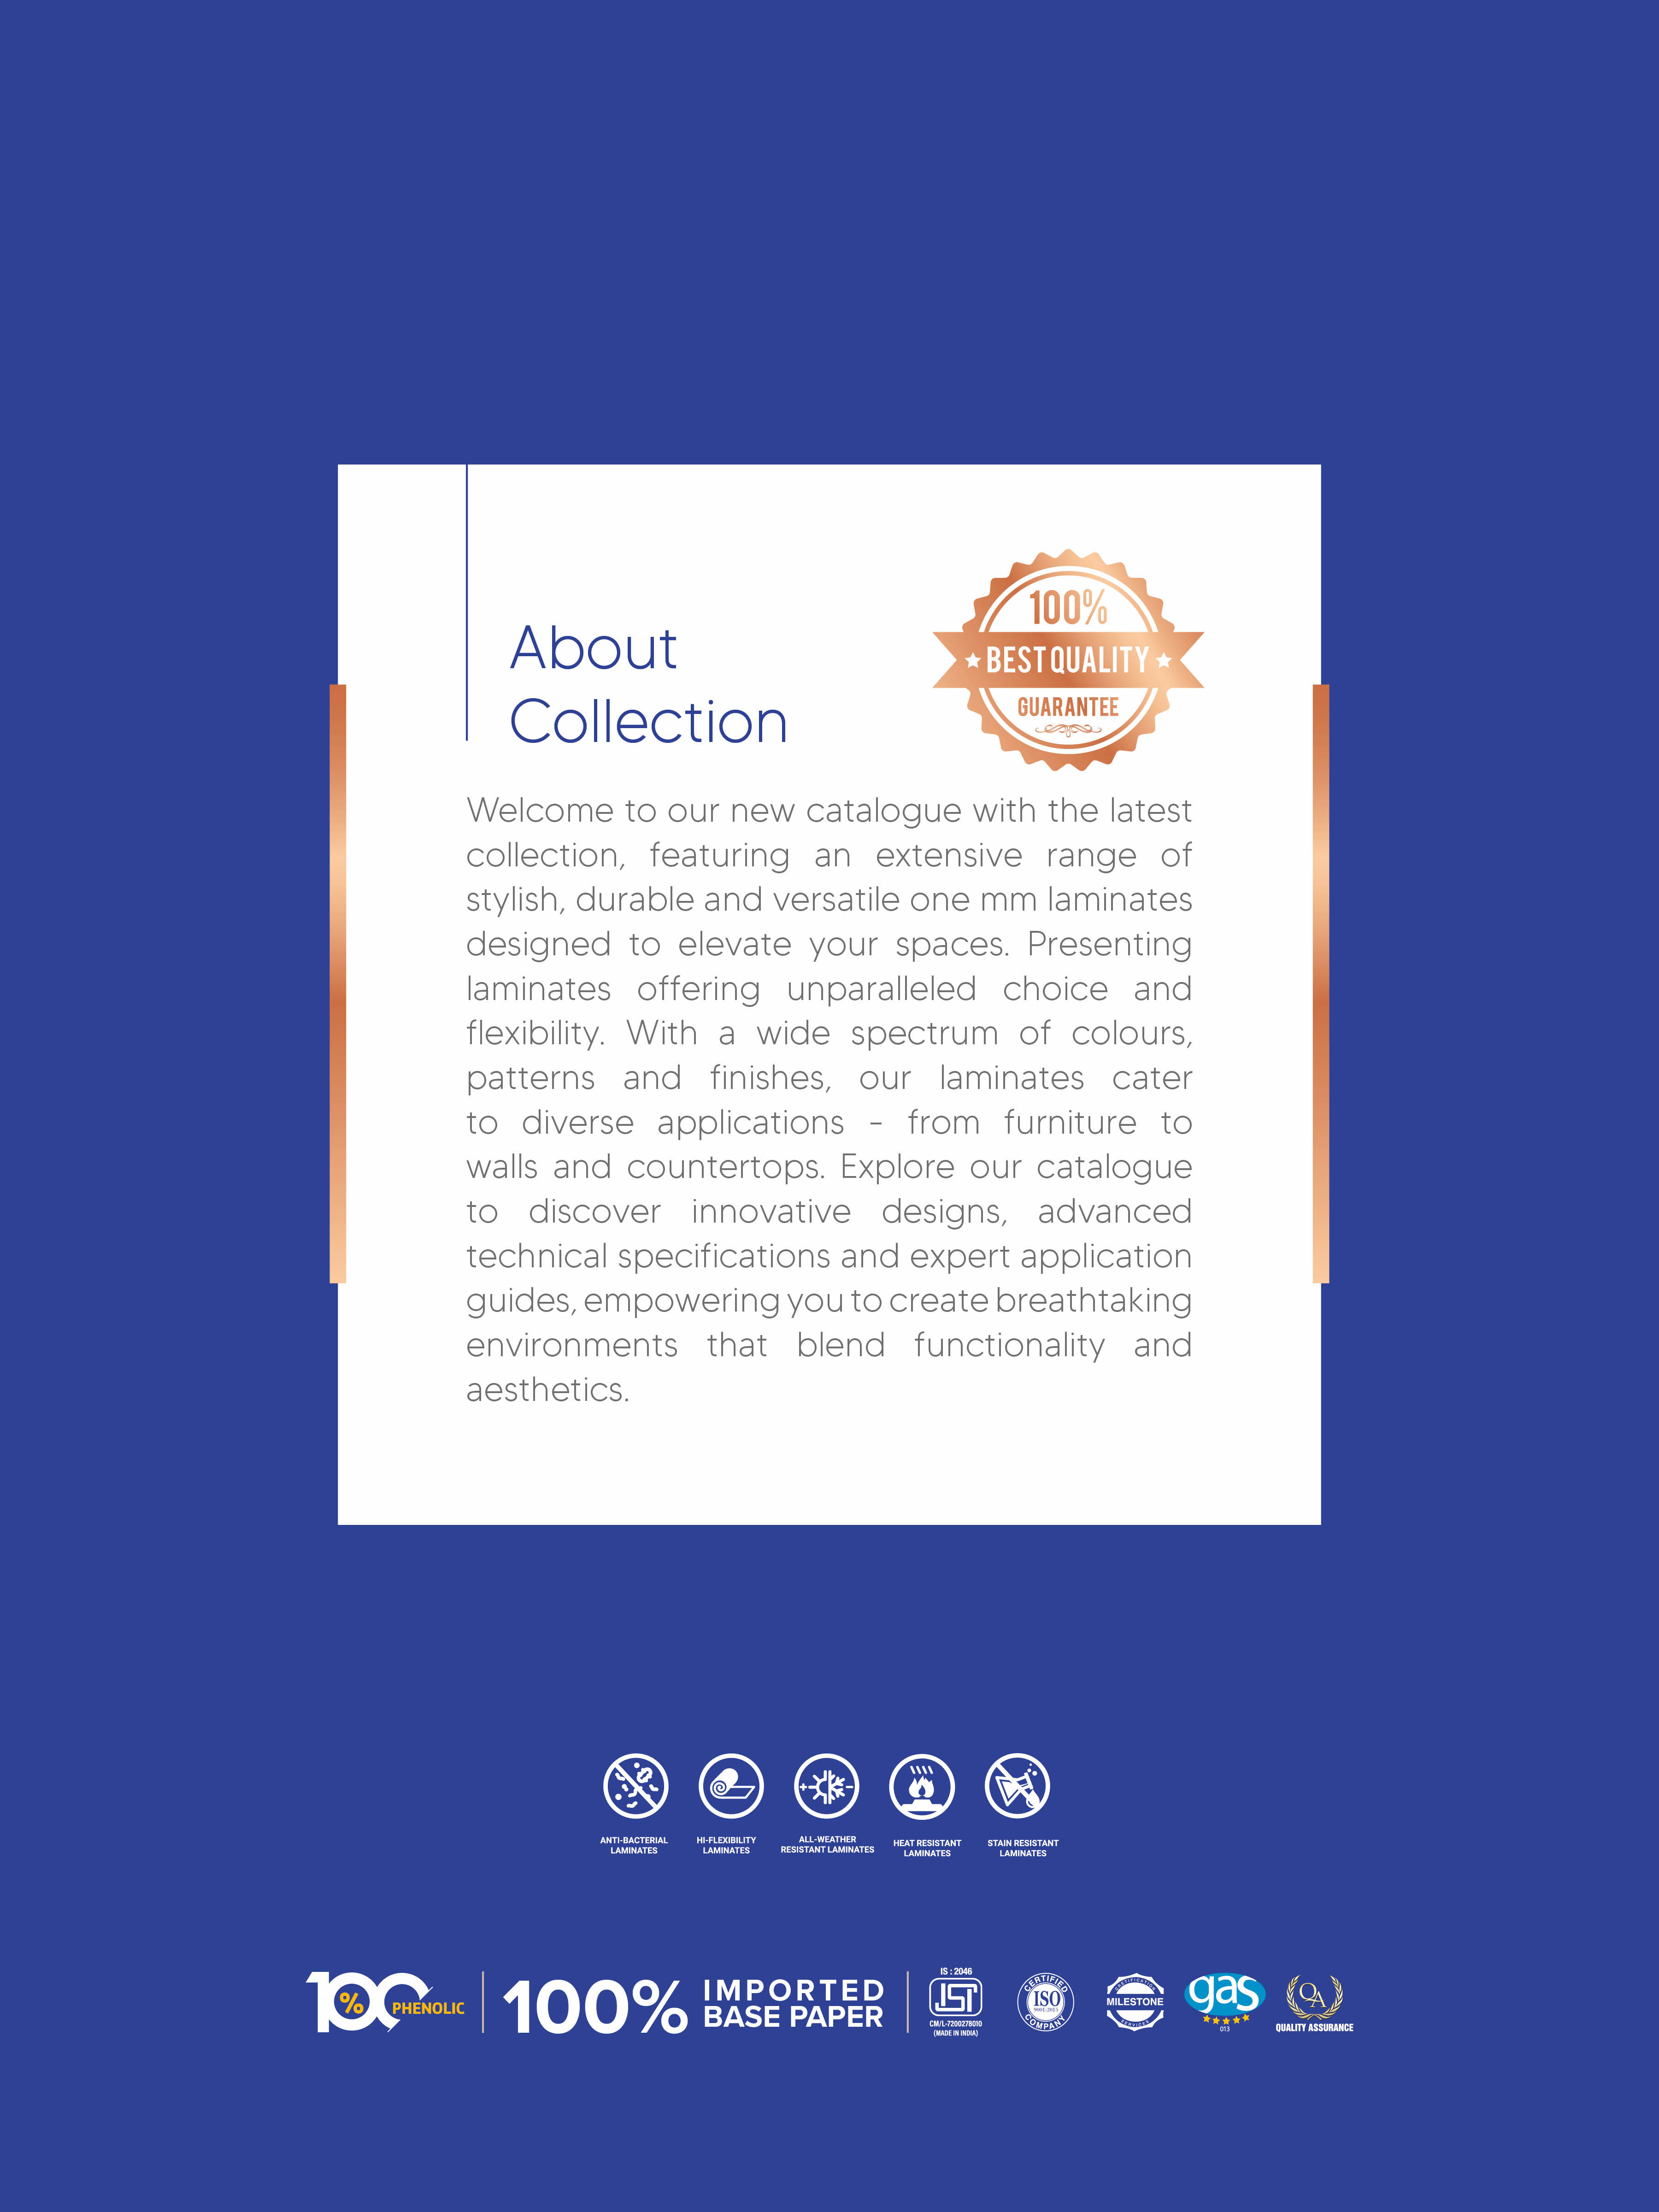 About
Collection
100%
BEST QUALITY
GUARANTEE
Welcome to our new catalogue with the latest
collection, featuring an extensive range of
stylish, durable and versatile one mm laminates
designed to elevate your spaces. Presenting
laminates offering unparalleled choice and
flexibility. With a wide spectrum of colours,
patterns and finishes, our laminates cater
to diverse applications - from furniture to
walls and countertops. Explore our catalogue
to discover innovative designs, advanced
technical specifications and expert application
guides, empowering you to create breathtaking
environments that blend functionality and
aesthetics.
ANTI-BACTERIAL
LAMINATES
HI-FLEXIBILITY
LAMINATES
ALL-WEATHER
RESISTANT LAMINATES
HEAT RESISTANT
LAMINATES
STAIN RESISTANT
LAMINATES
100
%
PHENOLIC
100%
IMPORTED
BASE PAPER
IS : 2046
ISI
CM/L-7200278010
(MADE IN INDIA)
CERTIFIED
ISO
9001:2015
COMPANY
CERTIFICATION
MILESTONE
SERVICES
gas
013
QA
QUALITY ASSURANCE